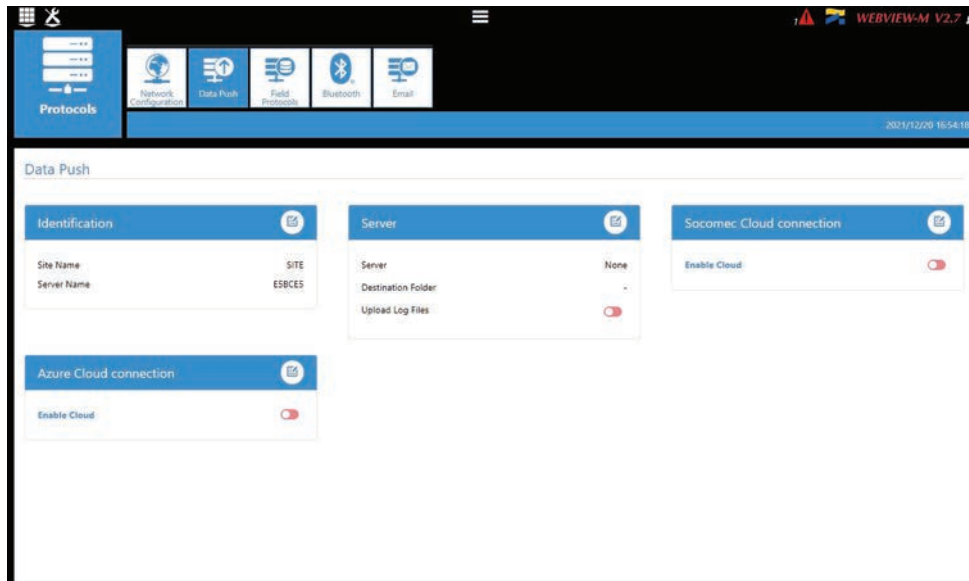 1 WEBVIEW-M V2.7
Protocols
Network Configuration
Data Push
Field Protocols
Bluetooth
Email
2021/12/20 16:54:18
Data Push
Identification
Site Name SITE
Server Name E5BCE5
Server
Server None
Destination Folder -
Upload Log Files
Socomec Cloud connection
Enable Cloud
Azure Cloud connection
Enable Cloud